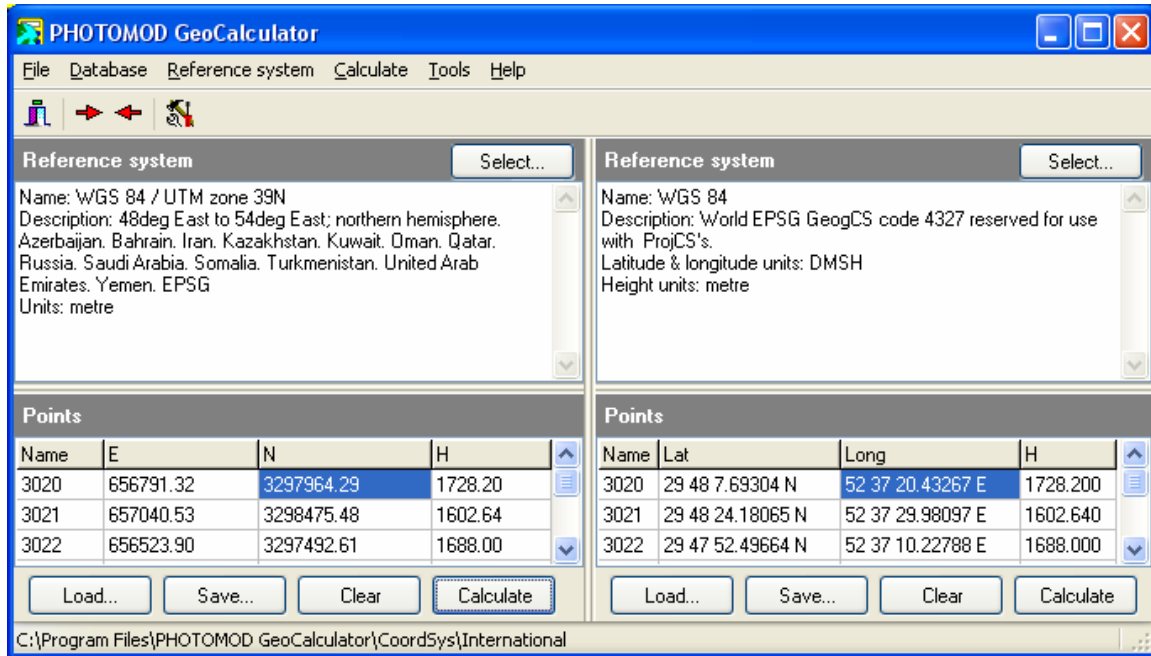 PHOTOMOD GeoCalculator
File Database Reference system Calculate Tools Help
Reference system Select...
Name: WGS 84 / UTM zone 39N
Description: 48deg East to 54deg East; northern hemisphere.
Azerbaijan. Bahrain. Iran. Kazakhstan. Kuwait. Oman. Qatar.
Russia. Saudi Arabia. Somalia. Turkmenistan. United Arab
Emirates. Yemen. EPSG
Units: metre
Reference system Select...
Name: WGS 84
Description: World EPSG GeogCS code 4327 reserved for use
with ProjCS's.
Latitude & longitude units: DMSH
Height units: metre
Points
Name E N H
3020 656791.32 3297964.29 1728.20
3021 657040.53 3298475.48 1602.64
3022 656523.90 3297492.61 1688.00
Load... Save... Clear Calculate
Points
Name Lat Long H
3020 29 48 7.69304 N 52 37 20.43267 E 1728.200
3021 29 48 24.18065 N 52 37 29.98097 E 1602.640
3022 29 47 52.49664 N 52 37 10.22788 E 1688.000
Load... Save... Clear Calculate
C:\Program Files\PHOTOMOD GeoCalculator\CoordSys\International